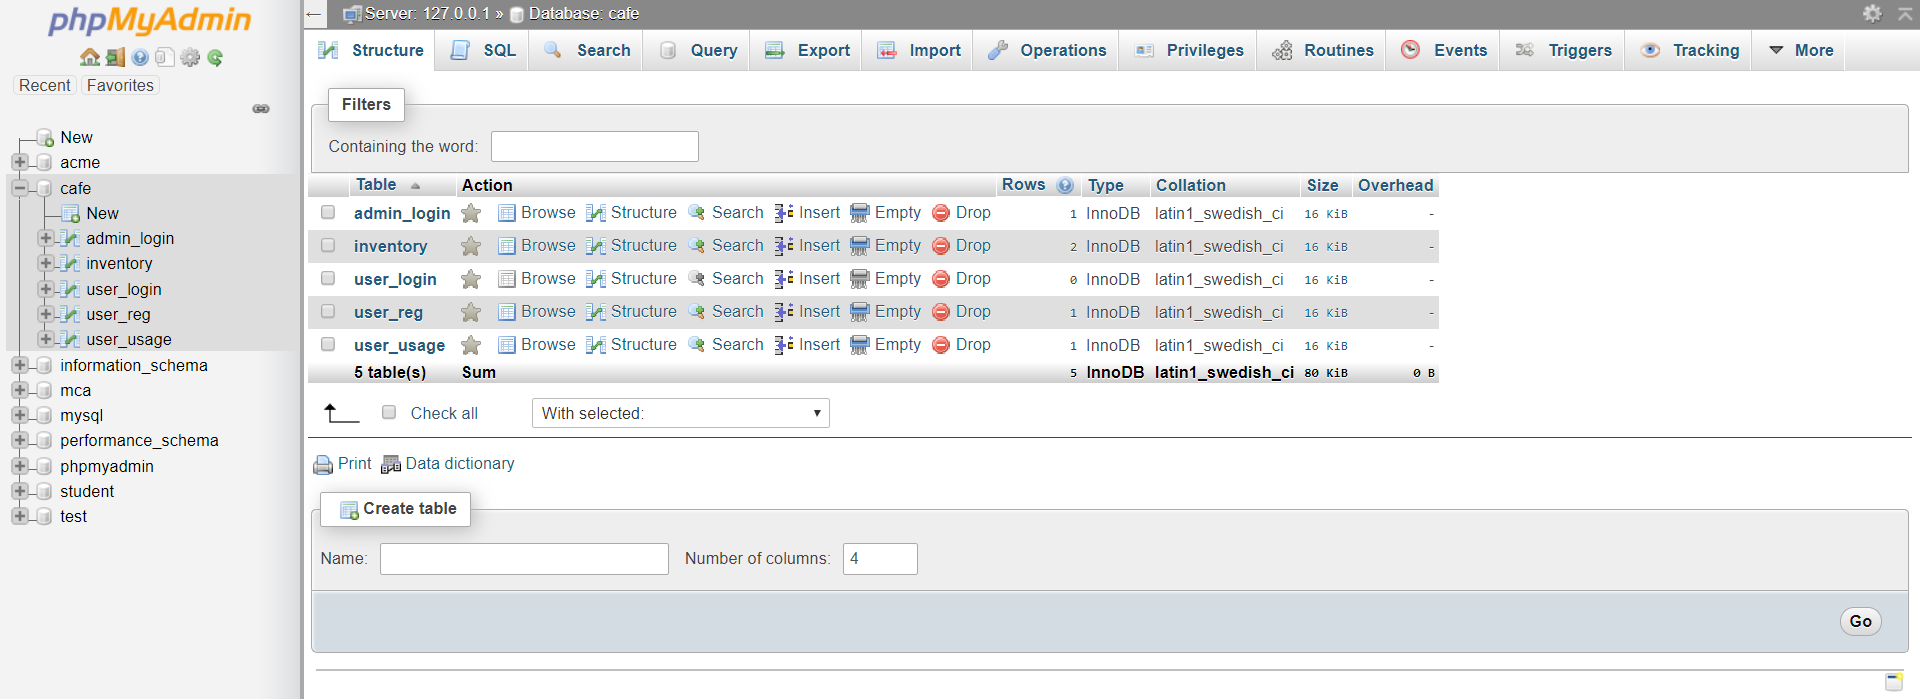 phpMyAdmin
Recent Favorites
New
acme
cafe
New
admin_login
inventory
user_login
user_reg
user_usage
information_schema
mca
mysql
performance_schema
phpmyadmin
student
test
← Server: 127.0.0.1 » Database: cafe
Structure SQL Search Query Export Import Operations Privileges Routines Events Triggers Tracking More
Filters
Containing the word:
Table Action Rows Type Collation Size Overhead
admin_login Browse Structure Search Insert Empty Drop 1 InnoDB latin1_swedish_ci 16 KiB -
inventory Browse Structure Search Insert Empty Drop 2 InnoDB latin1_swedish_ci 16 KiB -
user_login Browse Structure Search Insert Empty Drop 0 InnoDB latin1_swedish_ci 16 KiB -
user_reg Browse Structure Search Insert Empty Drop 1 InnoDB latin1_swedish_ci 16 KiB -
user_usage Browse Structure Search Insert Empty Drop 1 InnoDB latin1_swedish_ci 16 KiB -
5 table(s) Sum 5 InnoDB latin1_swedish_ci 80 KiB 0 B
Check all With selected:
Print Data dictionary
Create table
Name: Number of columns: 4
Go